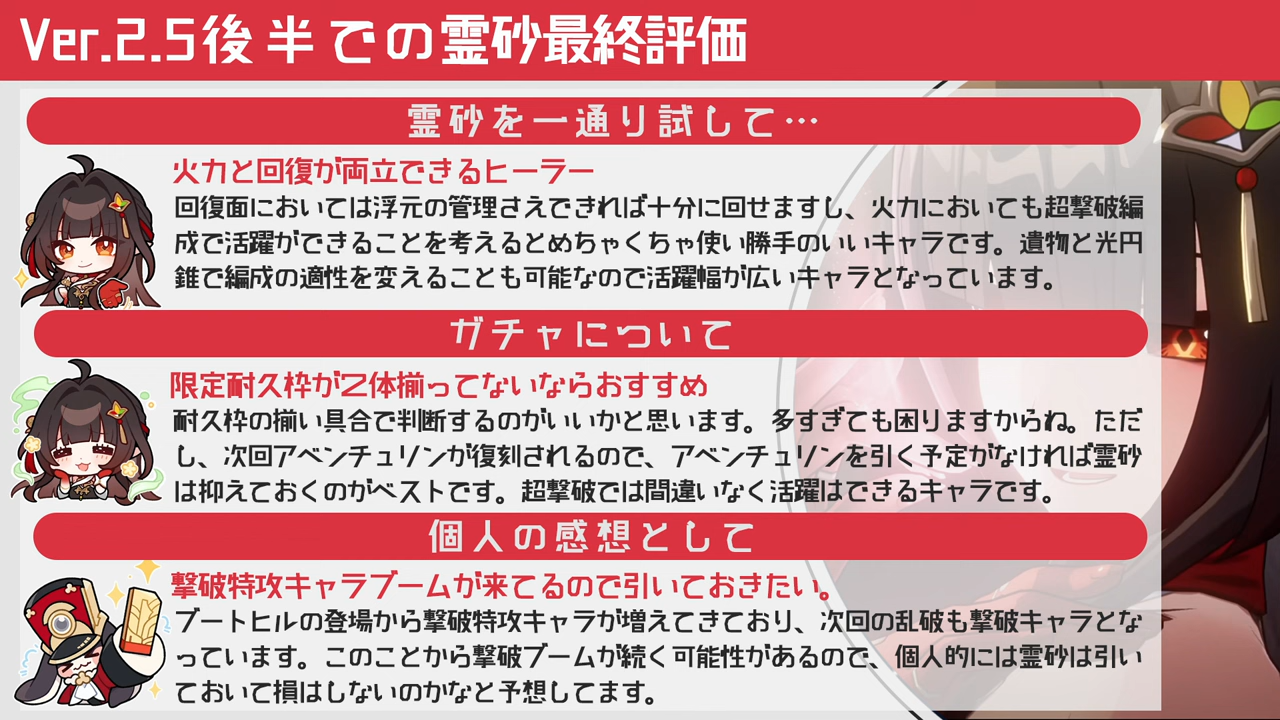 Ver.2.5後半での霊砂最終評価
霊砂を一通り試して…
火力と回復が両立できるヒーラー
回復面においては浮元の管理さえできれば十分に回せますし、火力においても超撃破編
成で活躍ができることを考えるとめちゃくちゃ使い勝手のいいキャラです。遺物と光円
錐で編成の適性を変えることも可能なので活躍幅が広いキャラとなっています。
ガチャについて
限定耐久枠が2体揃ってないならおすすめ
耐久枠の揃い具合で判断するのがいいかと思います。多すぎても困りますからね。ただ
し、次回アベンチュリンが復刻されるので、アベンチュリンを引く予定がなければ霊砂
は抑えておくのがベストです。超撃破では間違いなく活躍はできるキャラです。
個人の感想として
撃破特攻キャラブームが来てるので引いておきたい。
ブートヒルの登場から撃破特攻キャラが増えてきており、次回の乱破も撃破キャラとな
っています。このことから撃破ブームが続く可能性があるので、個人的には霊砂は引い
ておいて損はしないのかなと予想してます。